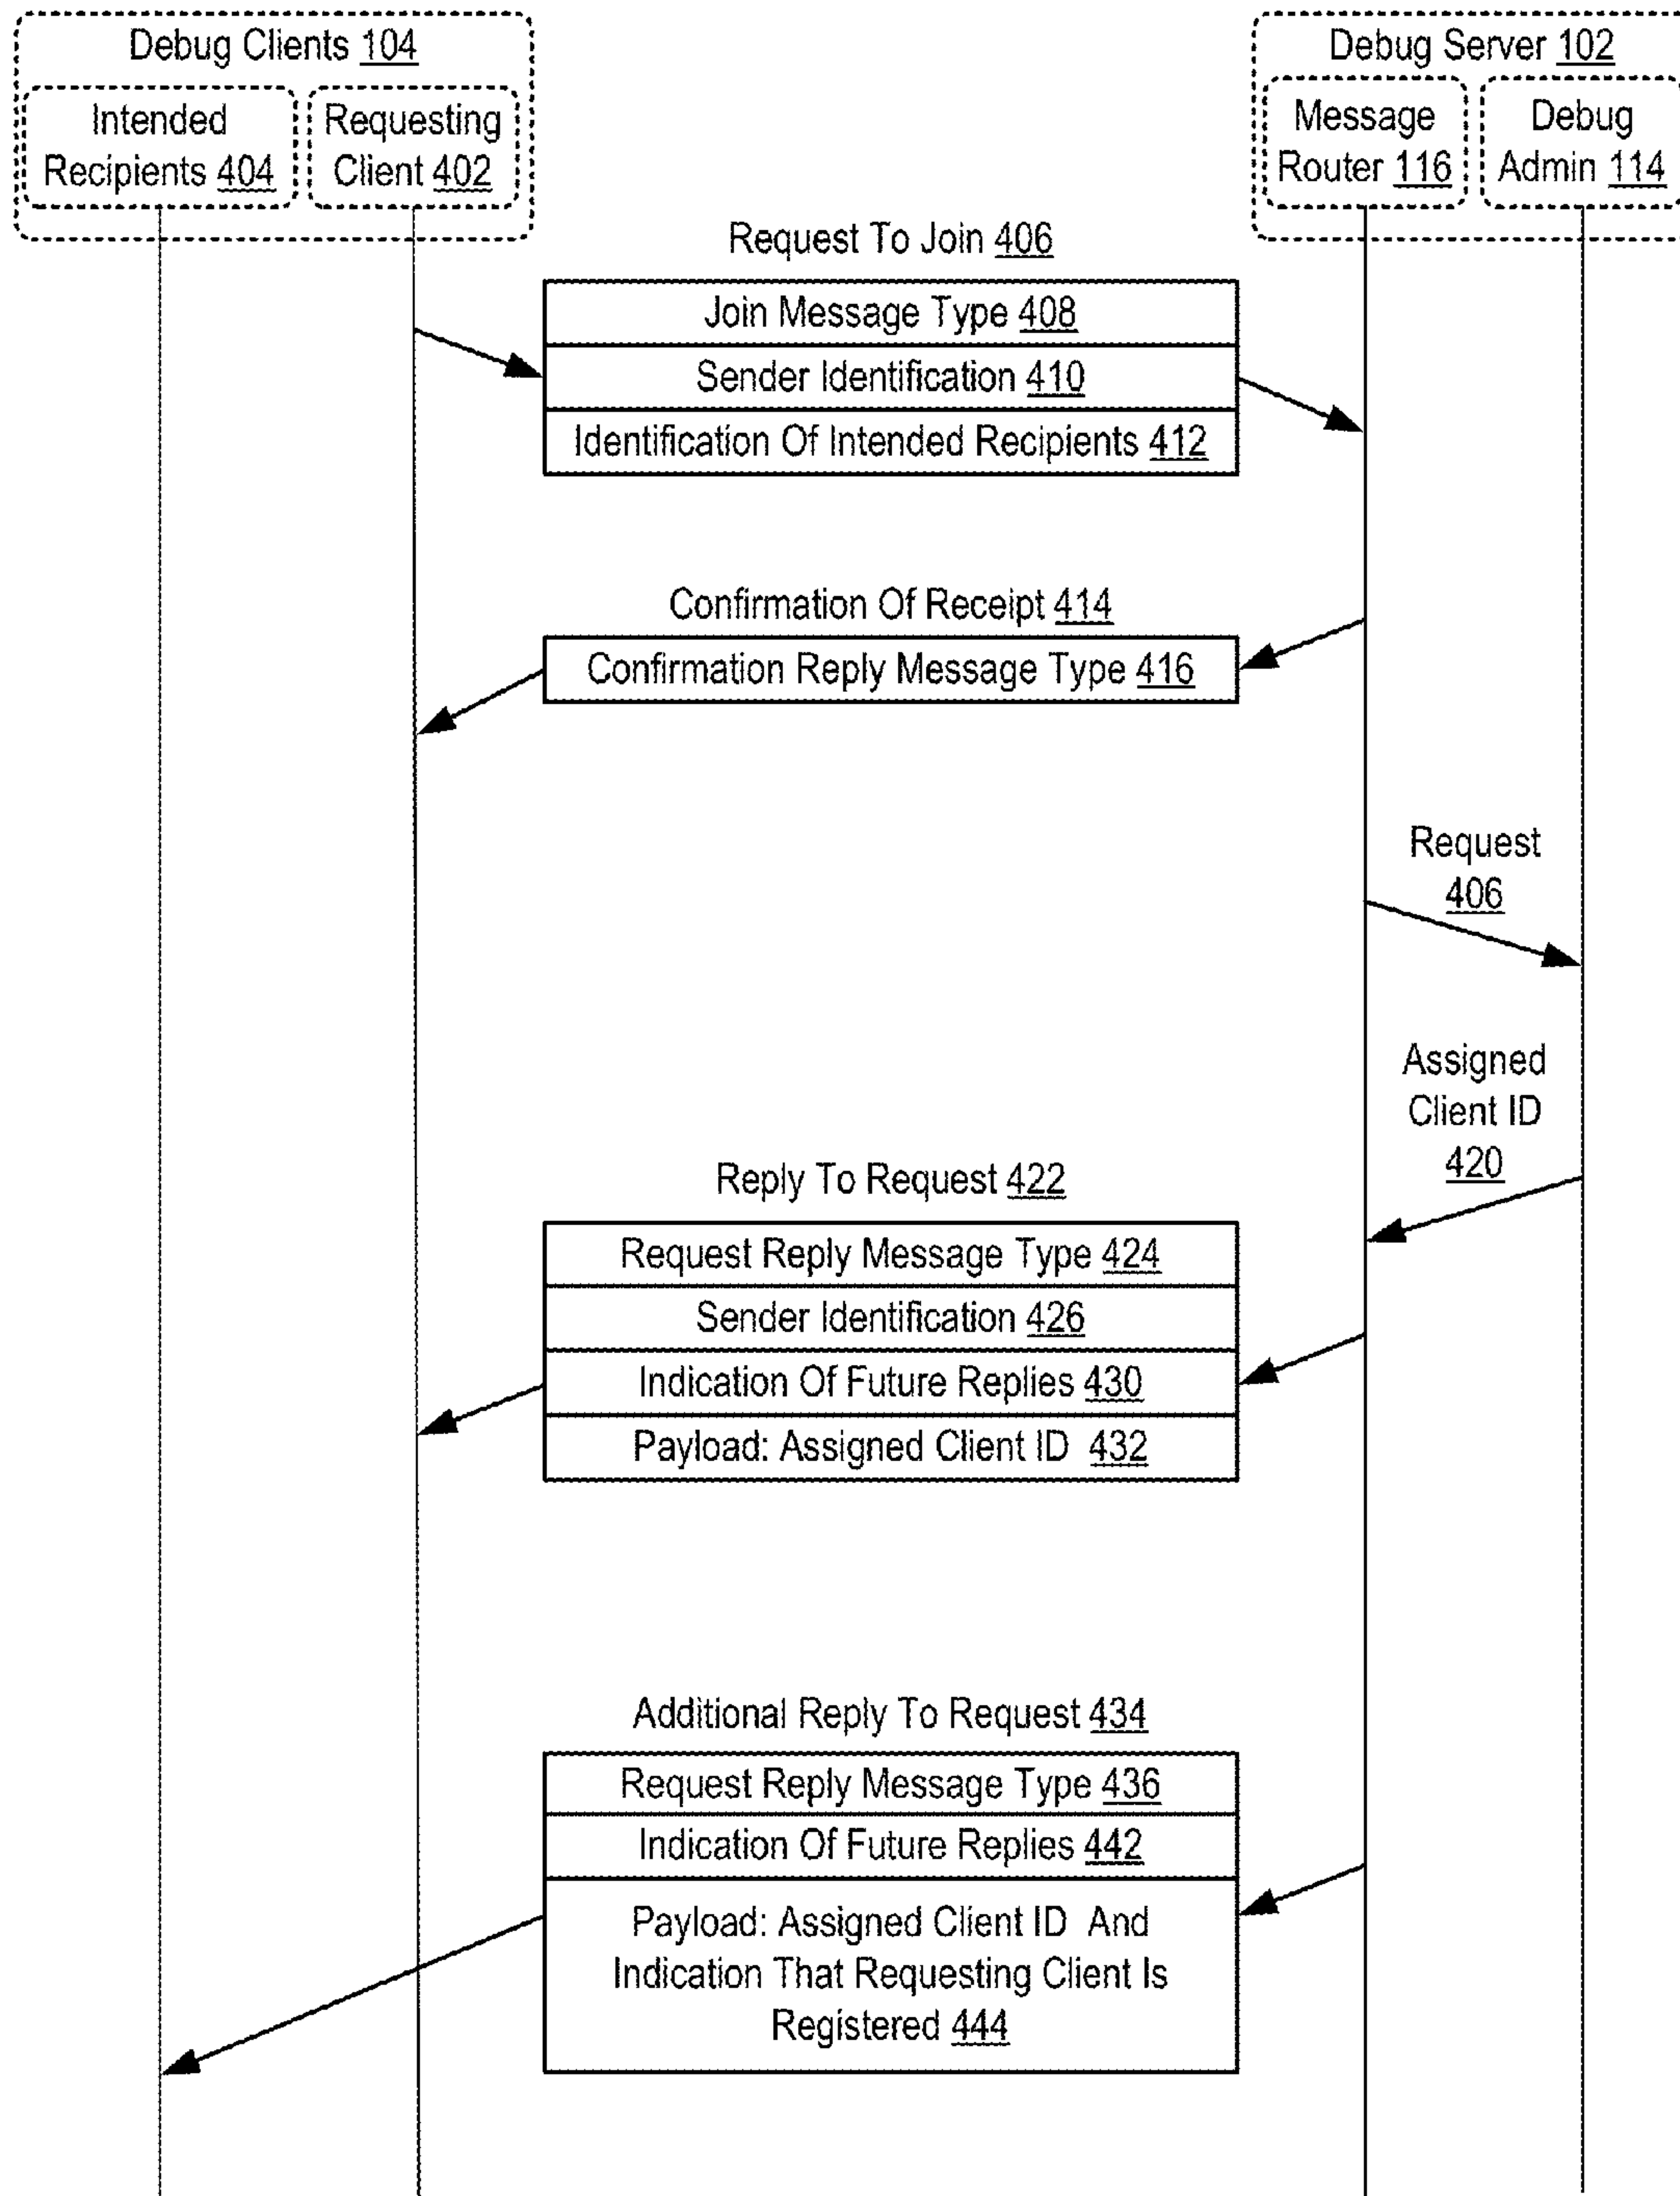 Debug Clients 104
Intended
Recipients 404
Requesting
Client 402
Debug Server 102
Message
Router 116
Debug
Admin 114
Request To Join 406
Join Message Type 408
Sender Identification 410
Identification Of Intended Recipients 412
Confirmation Of Receipt 414
Confirmation Reply Message Type 416
Request
406
Assigned
Client ID
420
Reply To Request 422
Request Reply Message Type 424
Sender Identification 426
Indication Of Future Replies 430
Payload: Assigned Client ID 432
Additional Reply To Request 434
Request Reply Message Type 436
Indication Of Future Replies 442
Payload: Assigned Client ID And
Indication That Requesting Client Is
Registered 444